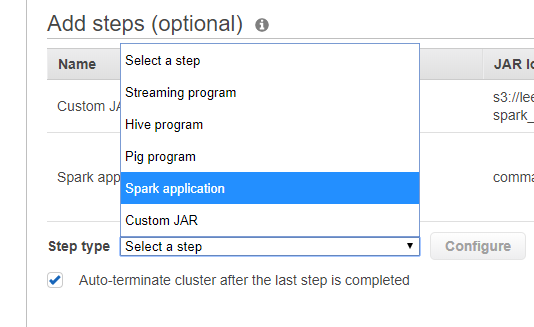 Add steps (optional)
Name
JAR lo
Custom JA
s3://lee
spark_
Spark app
comma
Select a step
Streaming program
Hive program
Pig program
Spark application
Custom JAR
Step type
Select a step
Configure
Auto-terminate cluster after the last step is completed